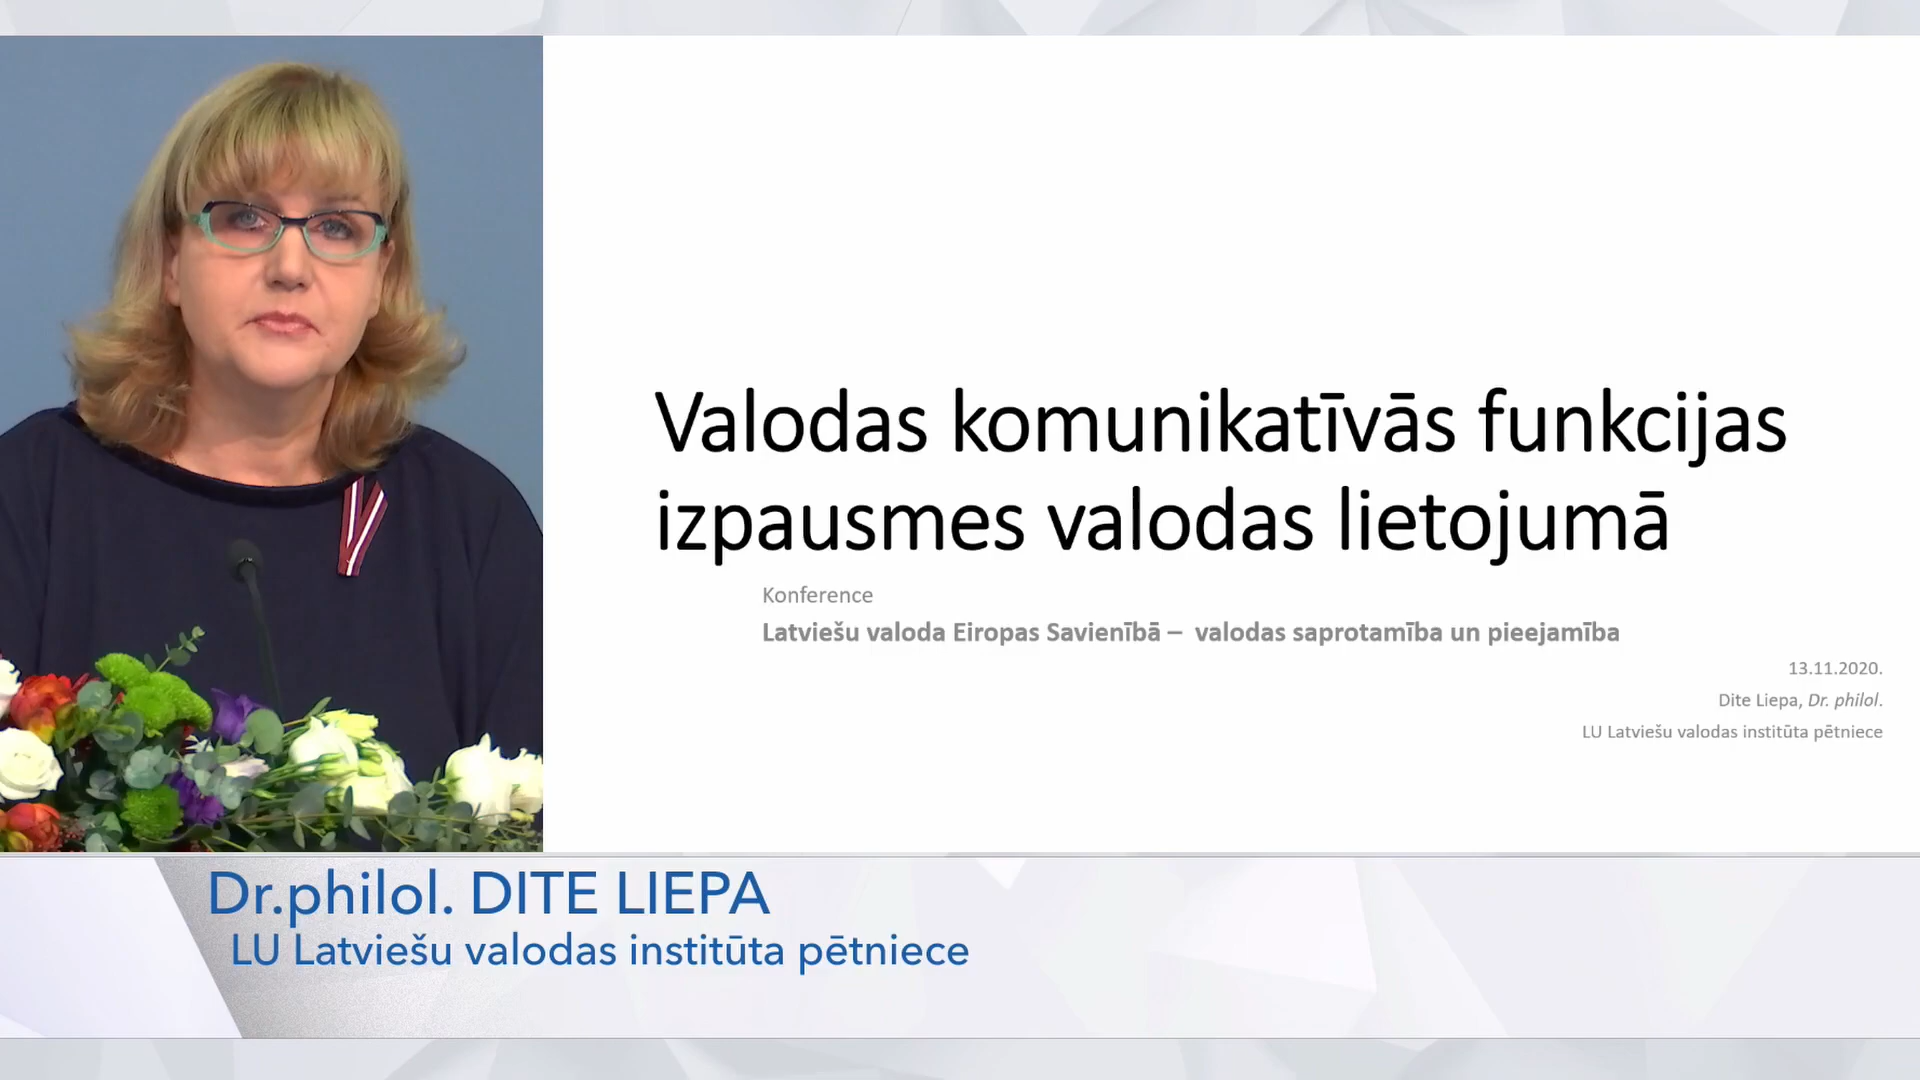 Valodas komunikatīvās funkcijas
izpausmes valodas lietojumā
Konference
Latviešu valoda Eiropas Savienībā – valodas saprotamība un pieejamība
13.11.2020.
Dite Liepa, Dr. philol.
LU Latviešu valodas institūta pētniece
Dr.philol. DITE LIEPA
LU Latviešu valodas institūta pētniece